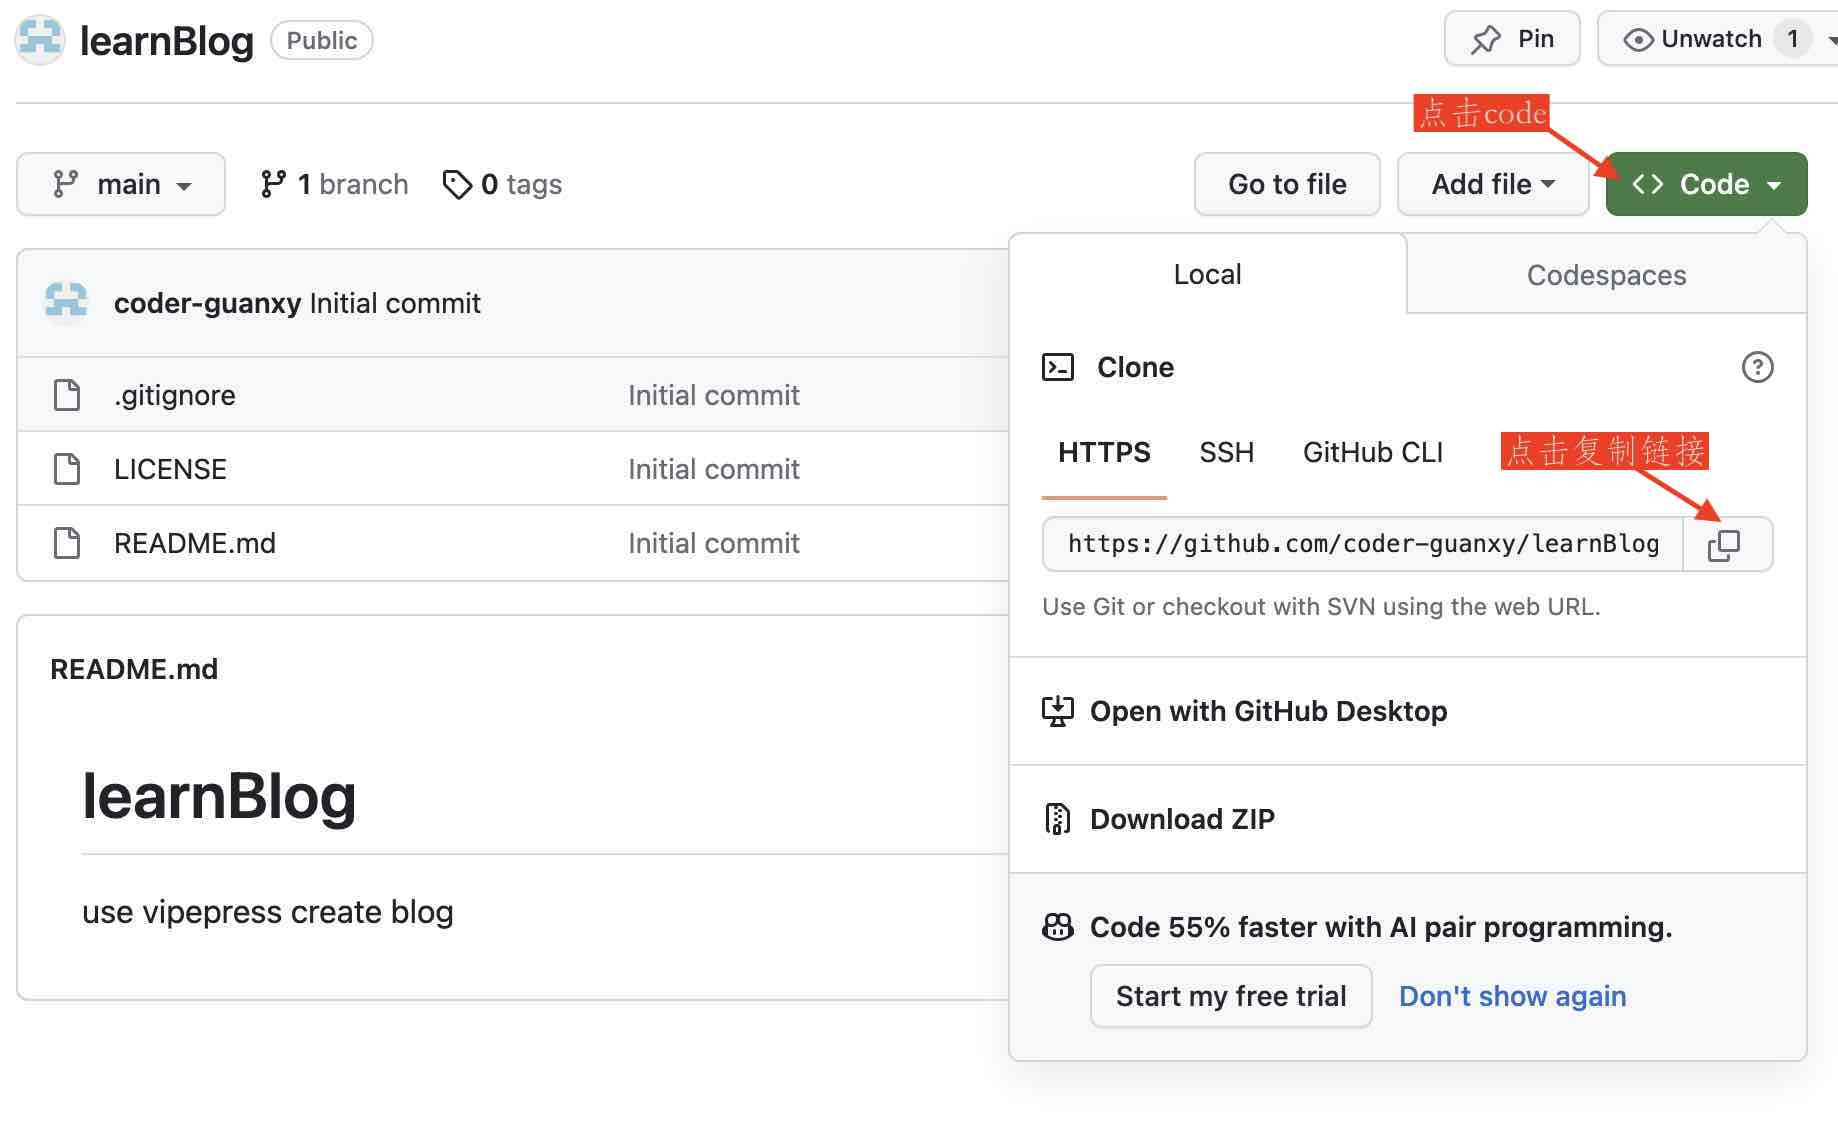 learnBlog Public Pin Unwatch 1
点击code
main 1 branch 0 tags Go to file Add file Code
Local Codespaces
coder-guanxy Initial commit
.gitignore Initial commit
LICENSE Initial commit
README.md Initial commit
Clone
HTTPS SSH GitHub CLI 点击复制链接
https://github.com/coder-guanxy/learnBlog
Use Git or checkout with SVN using the web URL.
Open with GitHub Desktop
Download ZIP
Code 55% faster with AI pair programming.
Start my free trial Don't show again
README.md
learnBlog
use vipepress create blog